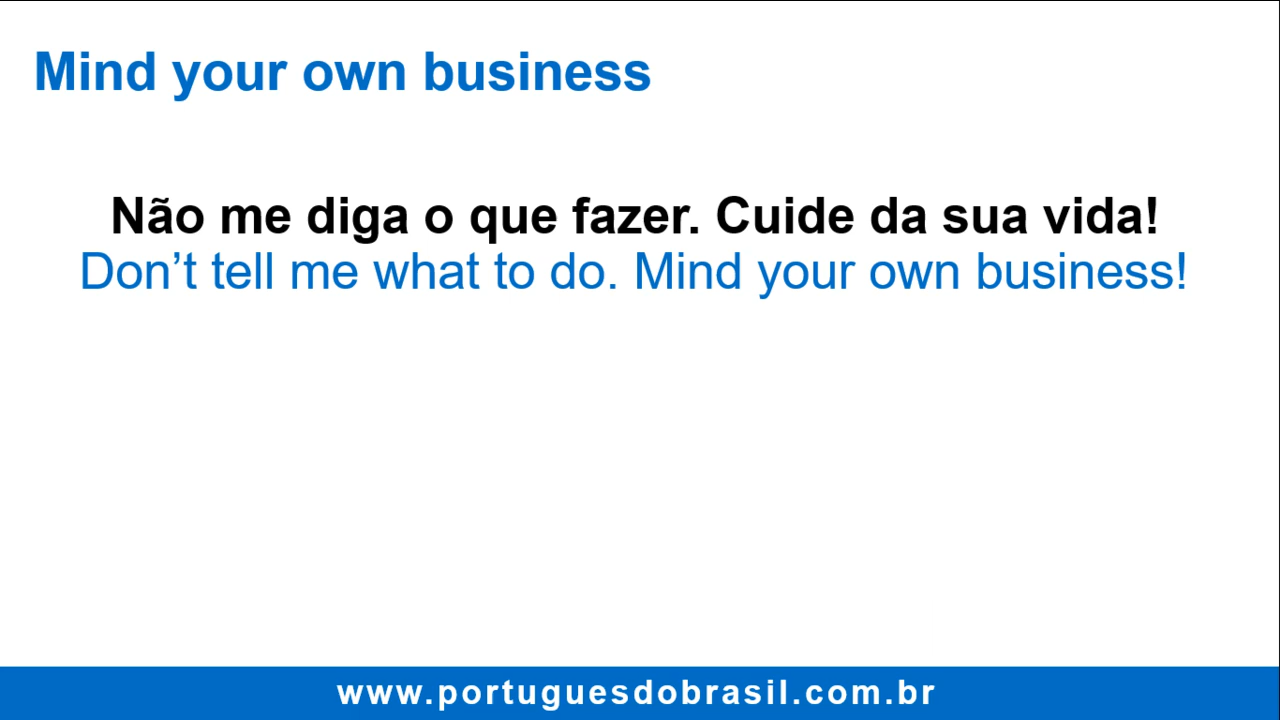 Mind your own business
Não me diga o que fazer. Cuide da sua vida!
Don’t tell me what to do. Mind your own business!
www.portuguesdobrasil.com.br